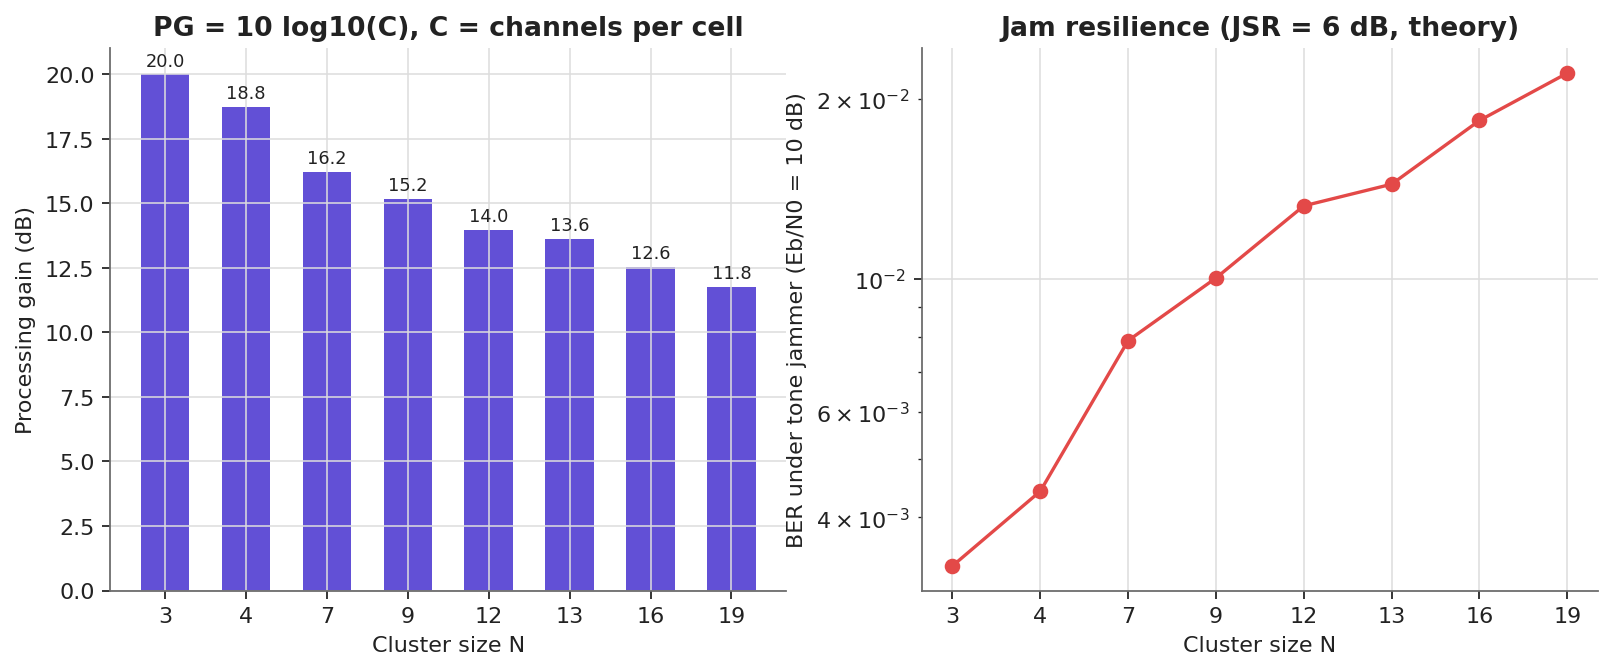 PG = 10 log10(C), C = channels per cell
Processing gain (dB)
20.0
17.5
15.0
12.5
10.0
7.5
5.0
2.5
0.0
20.0
18.8
16.2
15.2
14.0
13.6
12.6
11.8
3 4 7 9 12 13 16 19
Cluster size N
Jam resilience (JSR = 6 dB, theory)
BER under tone jammer (Eb/N0 = 10 dB)
2 × 10⁻²
10⁻²
6 × 10⁻³
4 × 10⁻³
3 4 7 9 12 13 16 19
Cluster size N